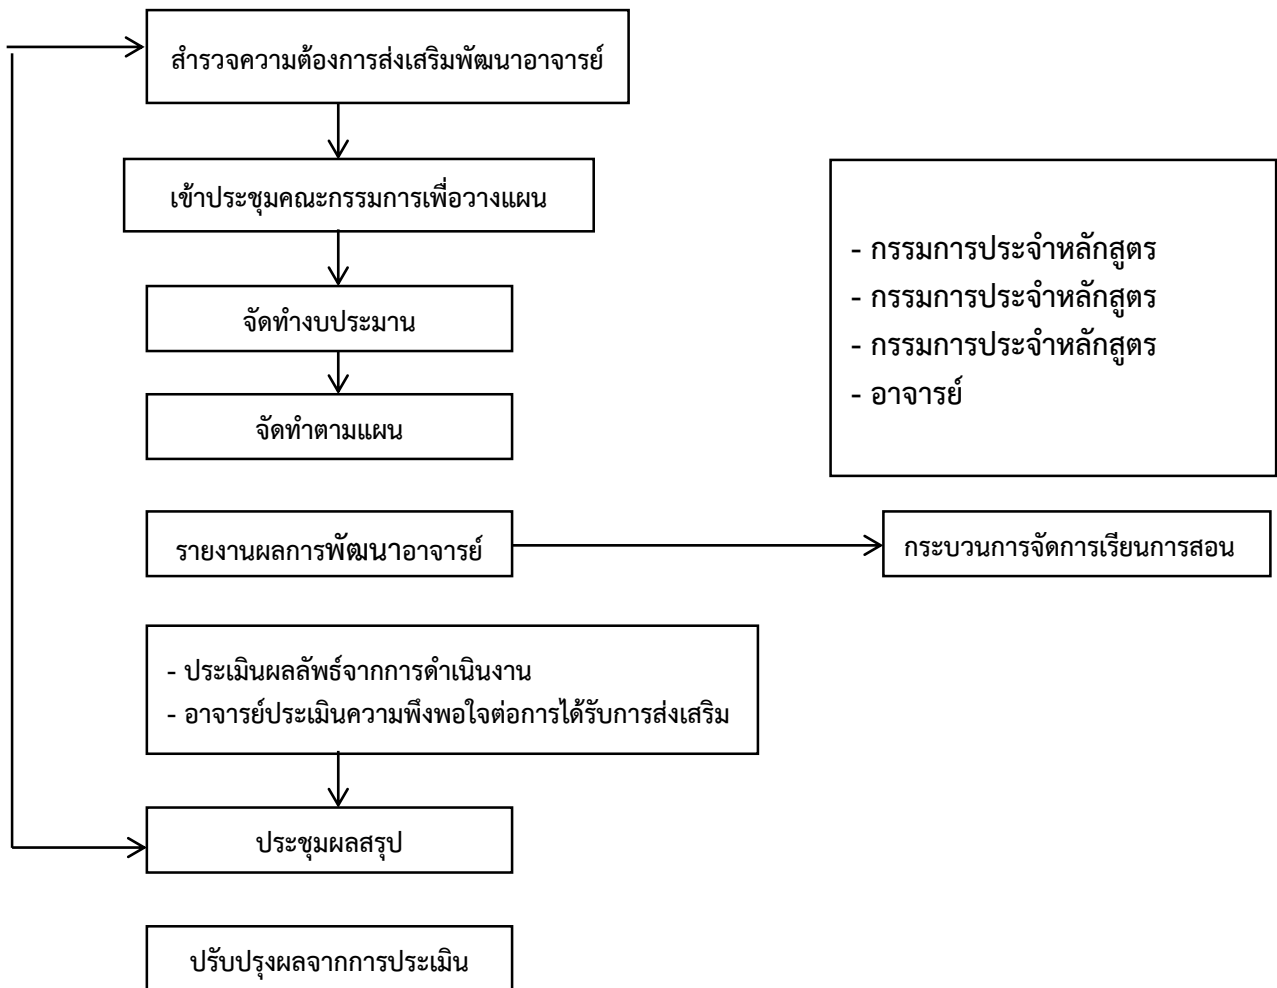 สำรวจความต้องการส่งเสริมพัฒนาอาจารย์
เข้าประชุมคณะกรรมการเพื่อวางแผน
จัดทำงบประมาน
จัดทำตามแผน
- กรรมการประจำหลักสูตร
- กรรมการประจำหลักสูตร
- กรรมการประจำหลักสูตร
- อาจารย์
รายงานผลการพัฒนาอาจารย์
กระบวนการจัดการเรียนการสอน
- ประเมินผลลัพธ์จากการดำเนินงาน
- อาจารย์ประเมินความพึงพอใจต่อการได้รับการส่งเสริม
ประชุมผลสรุป
ปรับปรุงผลจากการประเมิน